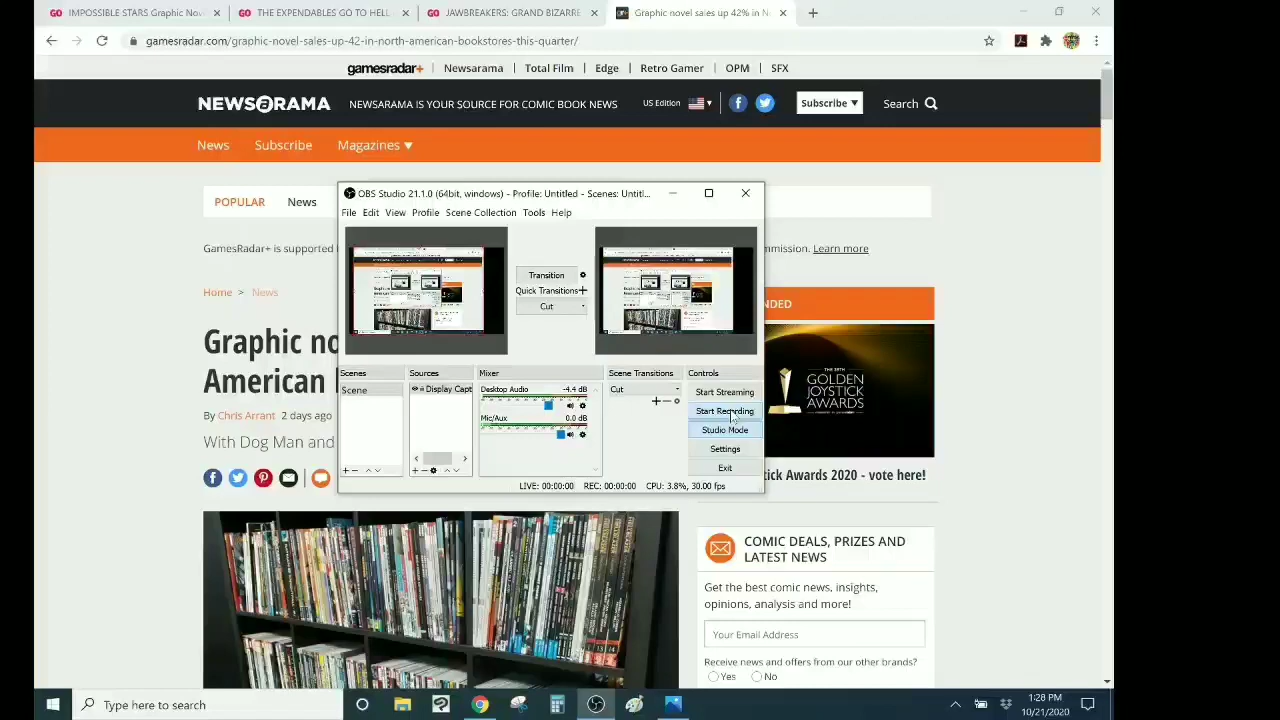 IMPOSSIBLE STARS Graphic Nov
THE EXPENDABLES GO TO HELL
JAWBREAKERS: GRAND BIZARRE
Graphic novel sales up 42% in N
gamesradar.com/graphic-novel-sales-up-42-in-north-american-bookstores-this-quarter/
gamesradar+ Newsarama Total Film Edge Retro Gamer OPM SFX
NEWSARAMA NEWSARAMA IS YOUR SOURCE FOR COMIC BOOK NEWS US Edition Subscribe ▼ Search
News Subscribe Magazines ▼
POPULAR News
OBS Studio 21.1.0 (64bit, windows) - Profile: Untitled - Scenes: Untitl...
File Edit View Profile Scene Collection Tools Help
GamesRadar+ is supported
mmission. Learn more
Transition
Quick Transitions
Cut
Home > News
NDED
Graphic no
American
By Chris Arrant 2 days ago
With Dog Man and
Scenes Sources Mixer Scene Transitions Controls
Scene
Display Capt
Desktop Audio -4.4 dB
Mic/Aux 0.0 dB
Cut
Start Streaming
Start Recording
Studio Mode
Settings
Exit
LIVE: 00:00:00 REC: 00:00:00 CPU: 3.8%, 30.00 fps
GOLDEN
JOYSTICK
AWARDS
tick Awards 2020 - vote here!
COMIC DEALS, PRIZES AND
LATEST NEWS
Get the best comic news, insights,
opinions, analysis and more!
Your Email Address
Receive news and offers from our other brands?
Yes No
Type here to search
1:28 PM
10/21/2020